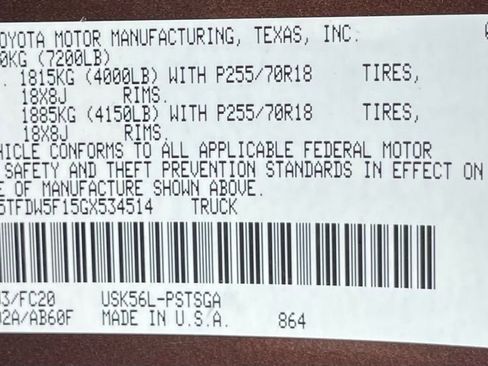 OYOTA MOTOR MANUFACTURING, TEXAS, INC.
0KG (7200LB)
. 1815KG (4000LB) WITH P255/70R18 TIRES,
18X8J RIMS.
. 1885KG (4150LB) WITH P255/70R18 TIRES,
18X8J RIMS.
HICLE CONFORMS TO ALL APPLICABLE FEDERAL MOTOR
SAFETY AND THEFT PREVENTION STANDARDS IN EFFECT ON
E OF MANUFACTURE SHOWN ABOVE.
5TFDW5F15GX534514 TRUCK
3/FC20 USK56L-PSTSGA
02A/AB60F MADE IN U.S.A. 864